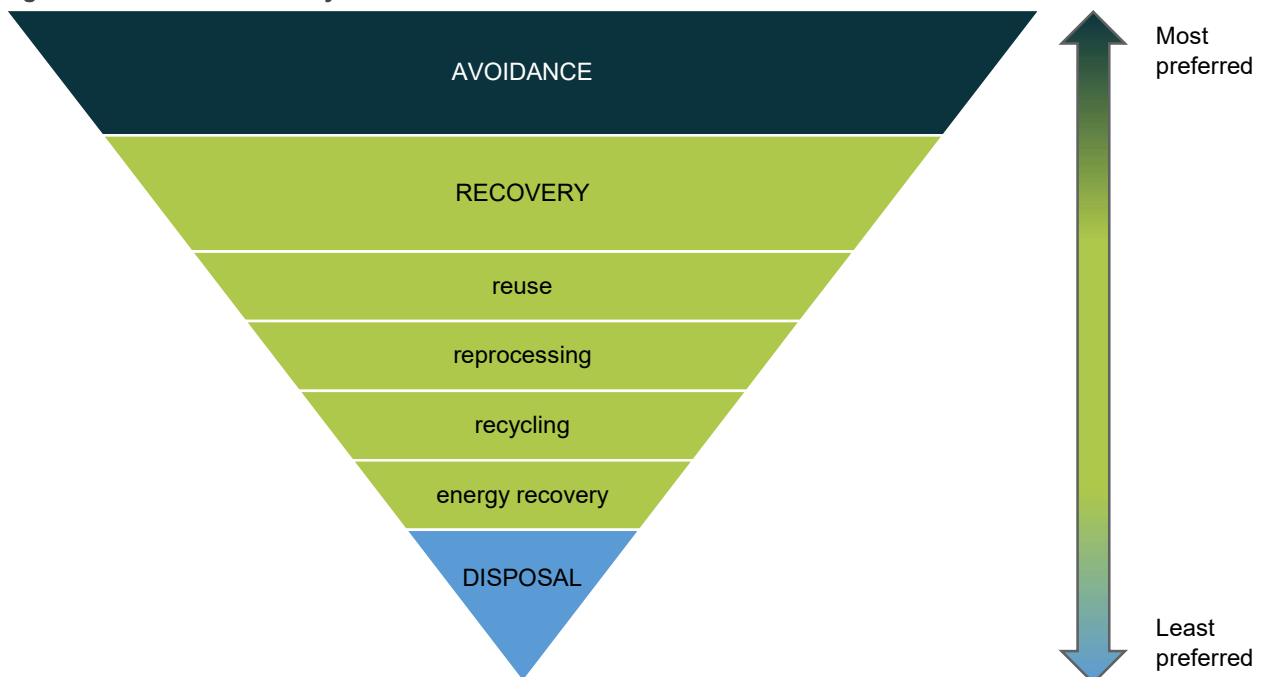 AVOIDANCE
RECOVERY
reuse
reprocessing
recycling
energy recovery
DISPOSAL
Most
preferred
Least
preferred